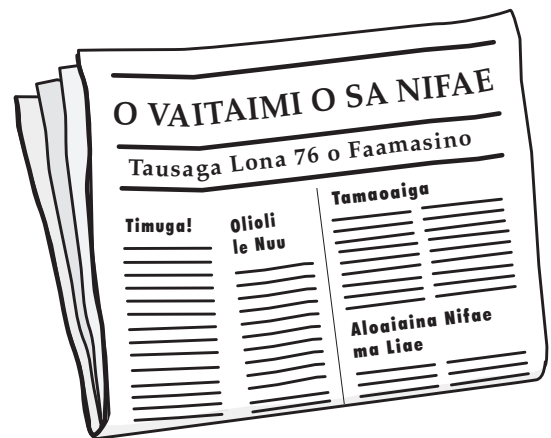 O VAITAIMI O SA NIFAE
Tausaga Lona 76 o Faamasino
Timuga!
Olioli
le Nuu
Tamaoaiga
Aloaiaina Nifae
ma Liae